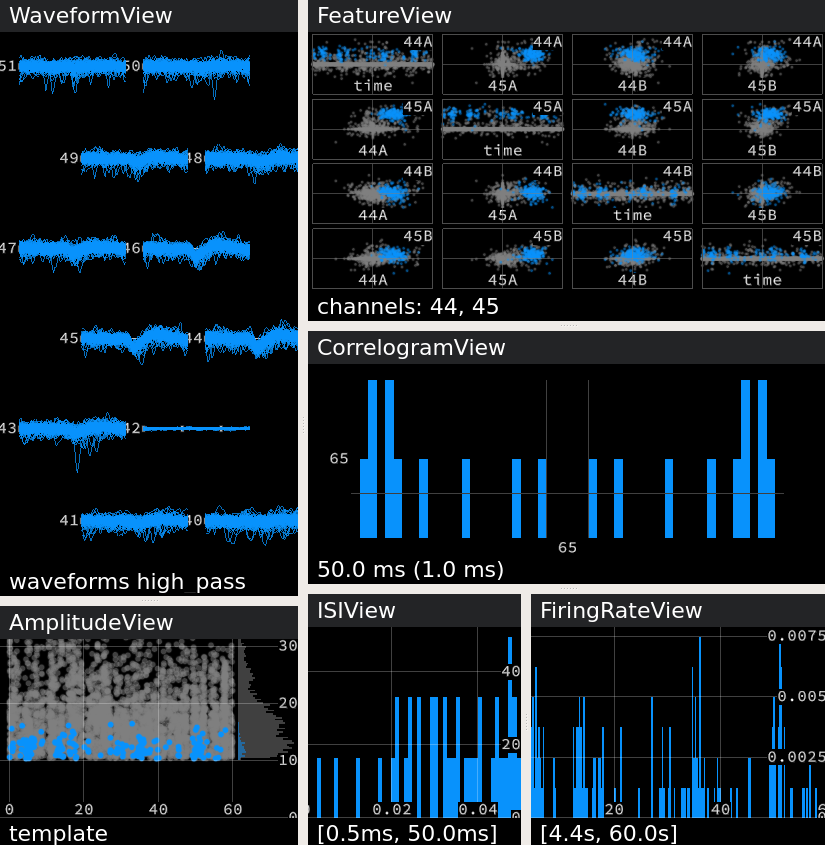 WaveformView
51
50
49
48
47
46
45
44
43
42
41
40
waveforms high_pass
FeatureView
44A
time
44A
45A
44A
44B
44A
45B
45A
44A
45A
time
45A
44B
45A
45B
44B
44A
44B
45A
44B
time
44B
45B
45B
44A
45B
45A
45B
44B
45B
time
channels: 44, 45
CorrelogramView
65
65
50.0 ms (1.0 ms)
AmplitudeView
30
20
10
0
0 20 40 60
template
ISIView
40
20
0
0.02 0.04
[0.5ms, 50.0ms]
FiringRateView
0.0075
0.005
0.0025
20 40
[4.4s, 60.0s]